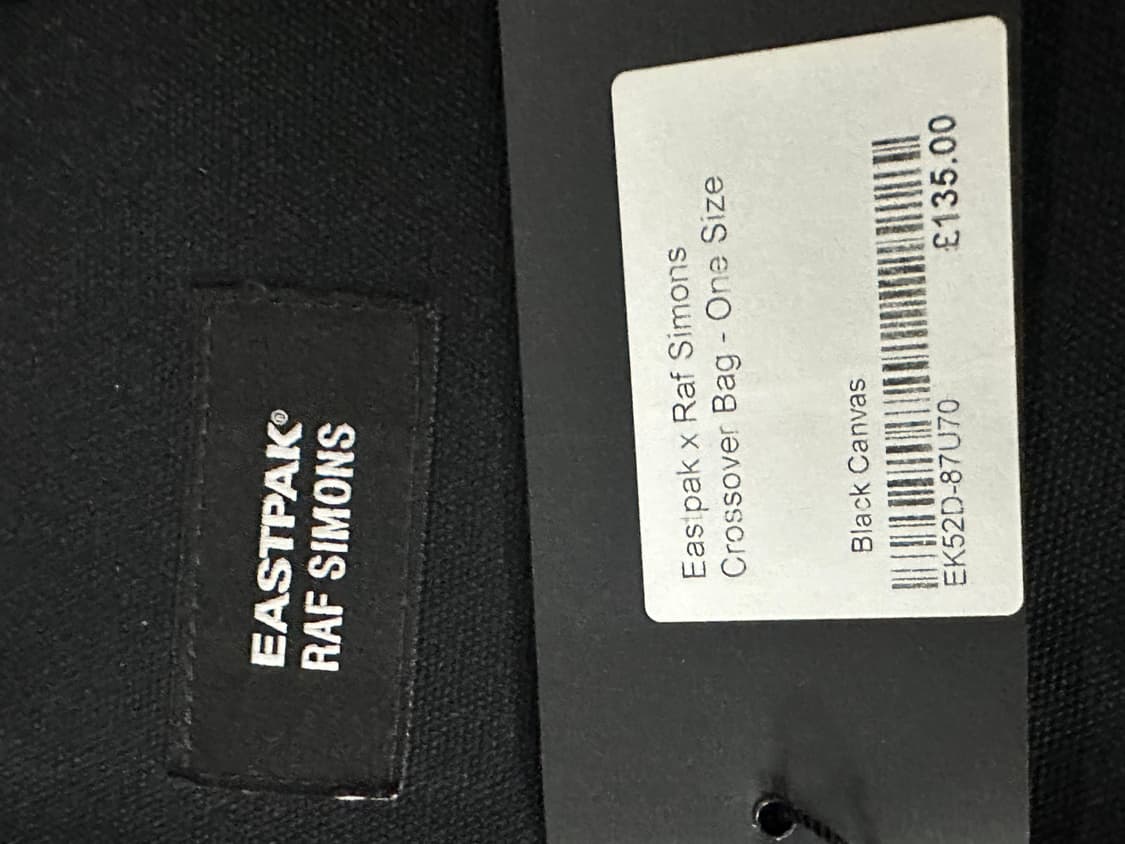 EASTPAK®
RAF SIMONS
Eastpak x Raf Simons
Crossover Bag - One Size
Black Canvas
EK52D-87U70
£135.00